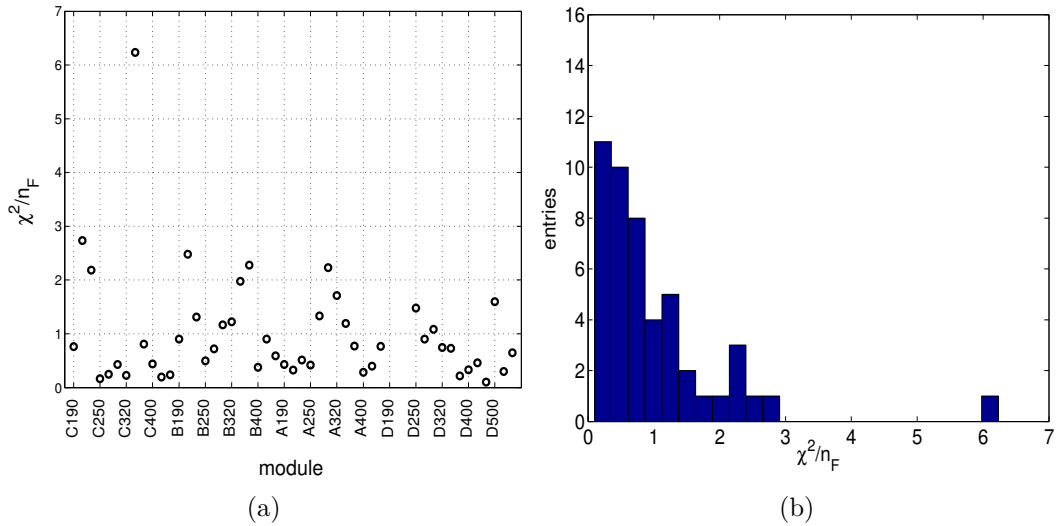 7
6
5
4
3
2
1
0
χ²/n_F
C190
C250
C320
C400
B190
B250
B320
B400
A190
A250
A320
A400
D190
D250
D320
D400
D500
module
(a)
16
14
12
10
8
6
4
2
0
entries
0 1 2 3 4 5 6 7
χ²/n_F
(b)